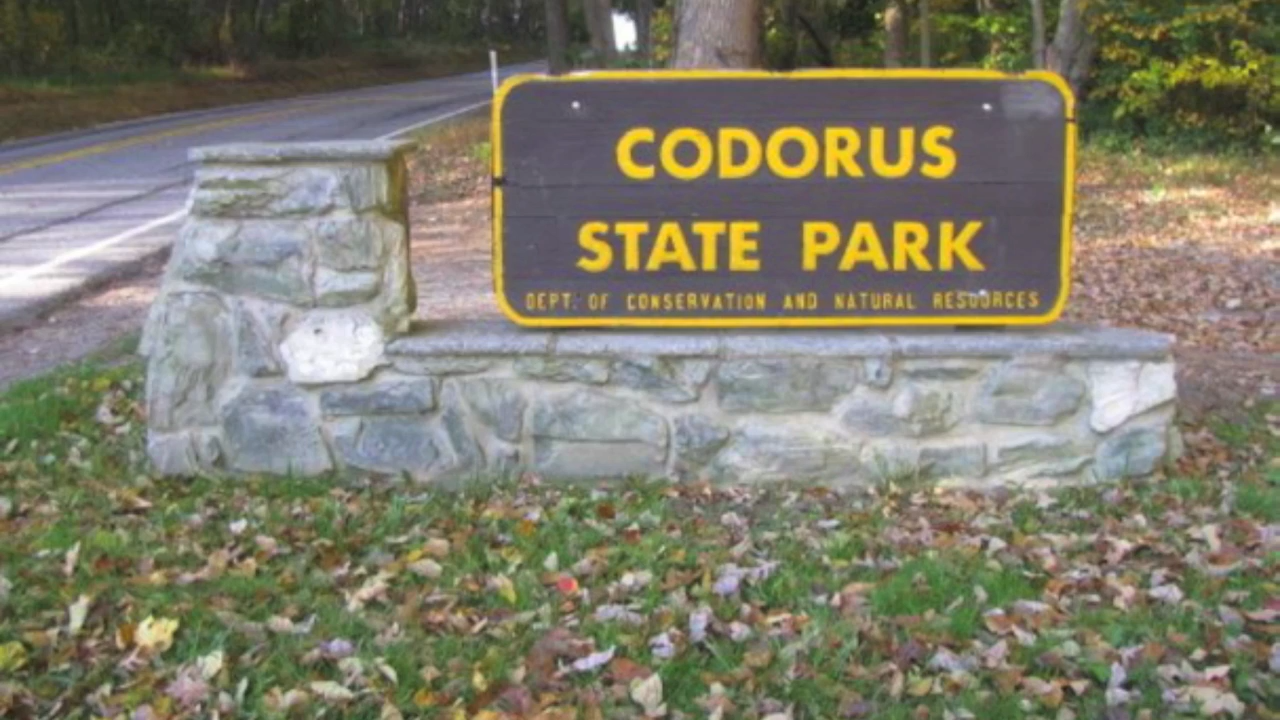 CODORUS
STATE PARK
DEPT. OF CONSERVATION AND NATURAL RESOURCES